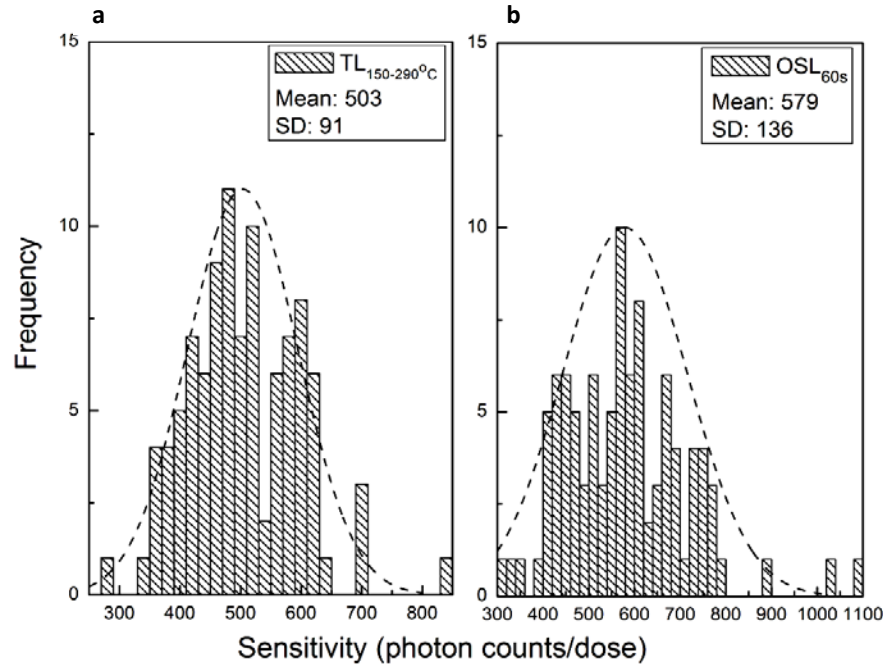 a
b
15
10
5
0
Frequency
TL150-290°C
Mean: 503
SD: 91
300 400 500 600 700 800
15
10
5
0
OSL60s
Mean: 579
SD: 136
300 400 500 600 700 800 900 1000 1100
Sensitivity (photon counts/dose)